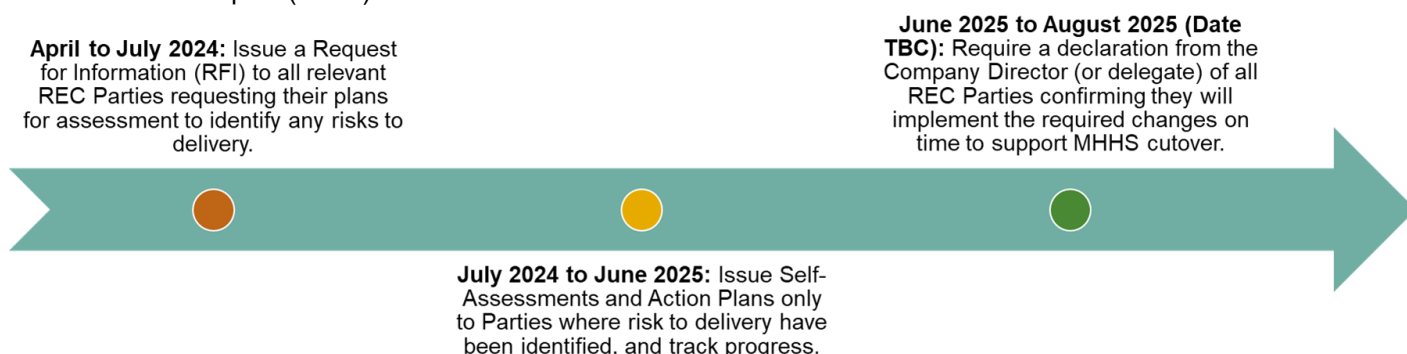 April to July 2024: Issue a Request
for Information (RFI) to all relevant
REC Parties requesting their plans
for assessment to identify any risks to
delivery.
July 2024 to June 2025: Issue Self-
Assessments and Action Plans only
to Parties where risk to delivery have
been identified, and track progress.
June 2025 to August 2025 (Date
TBC): Require a declaration from the
Company Director (or delegate) of all
REC Parties confirming they will
implement the required changes on
time to support MHHS cutover.